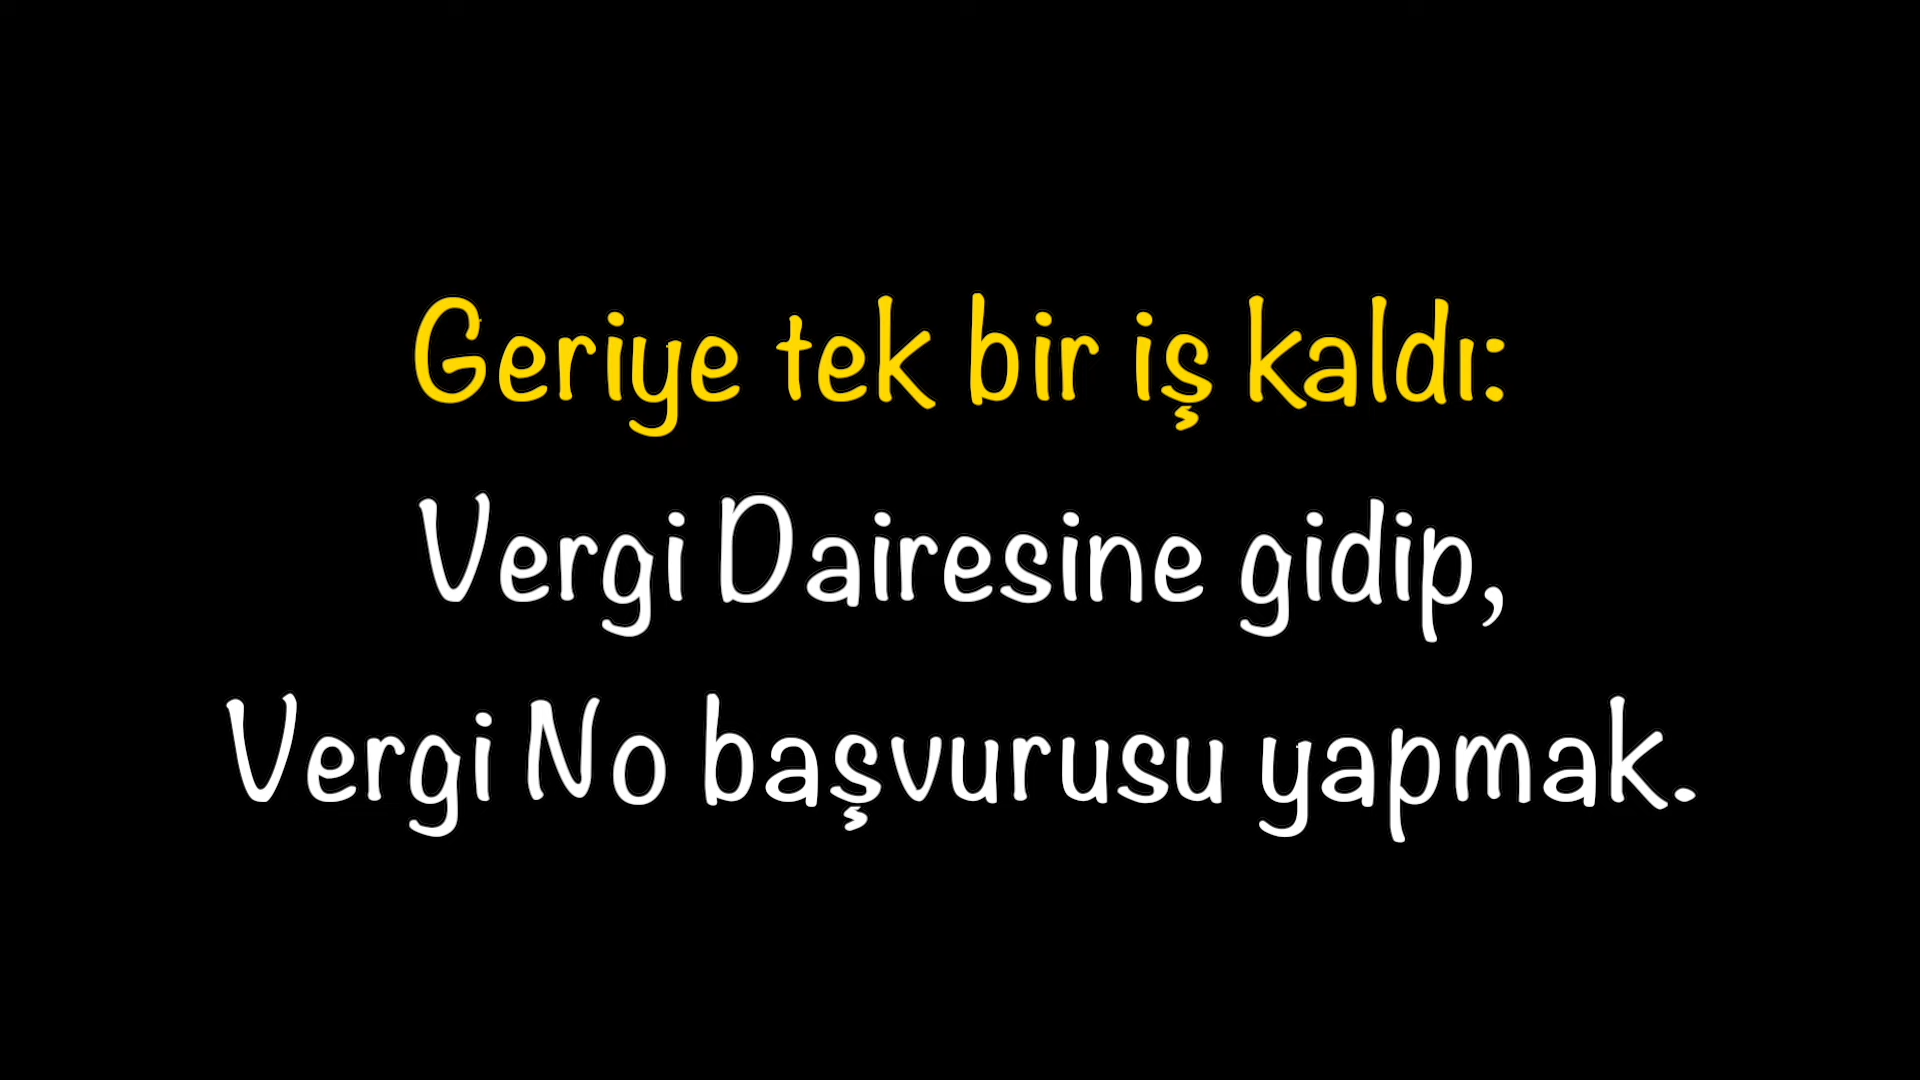 Geriye tek bir iş kaldı:
Vergi Dairesine gidip,
Vergi No başvurusu yapmak.